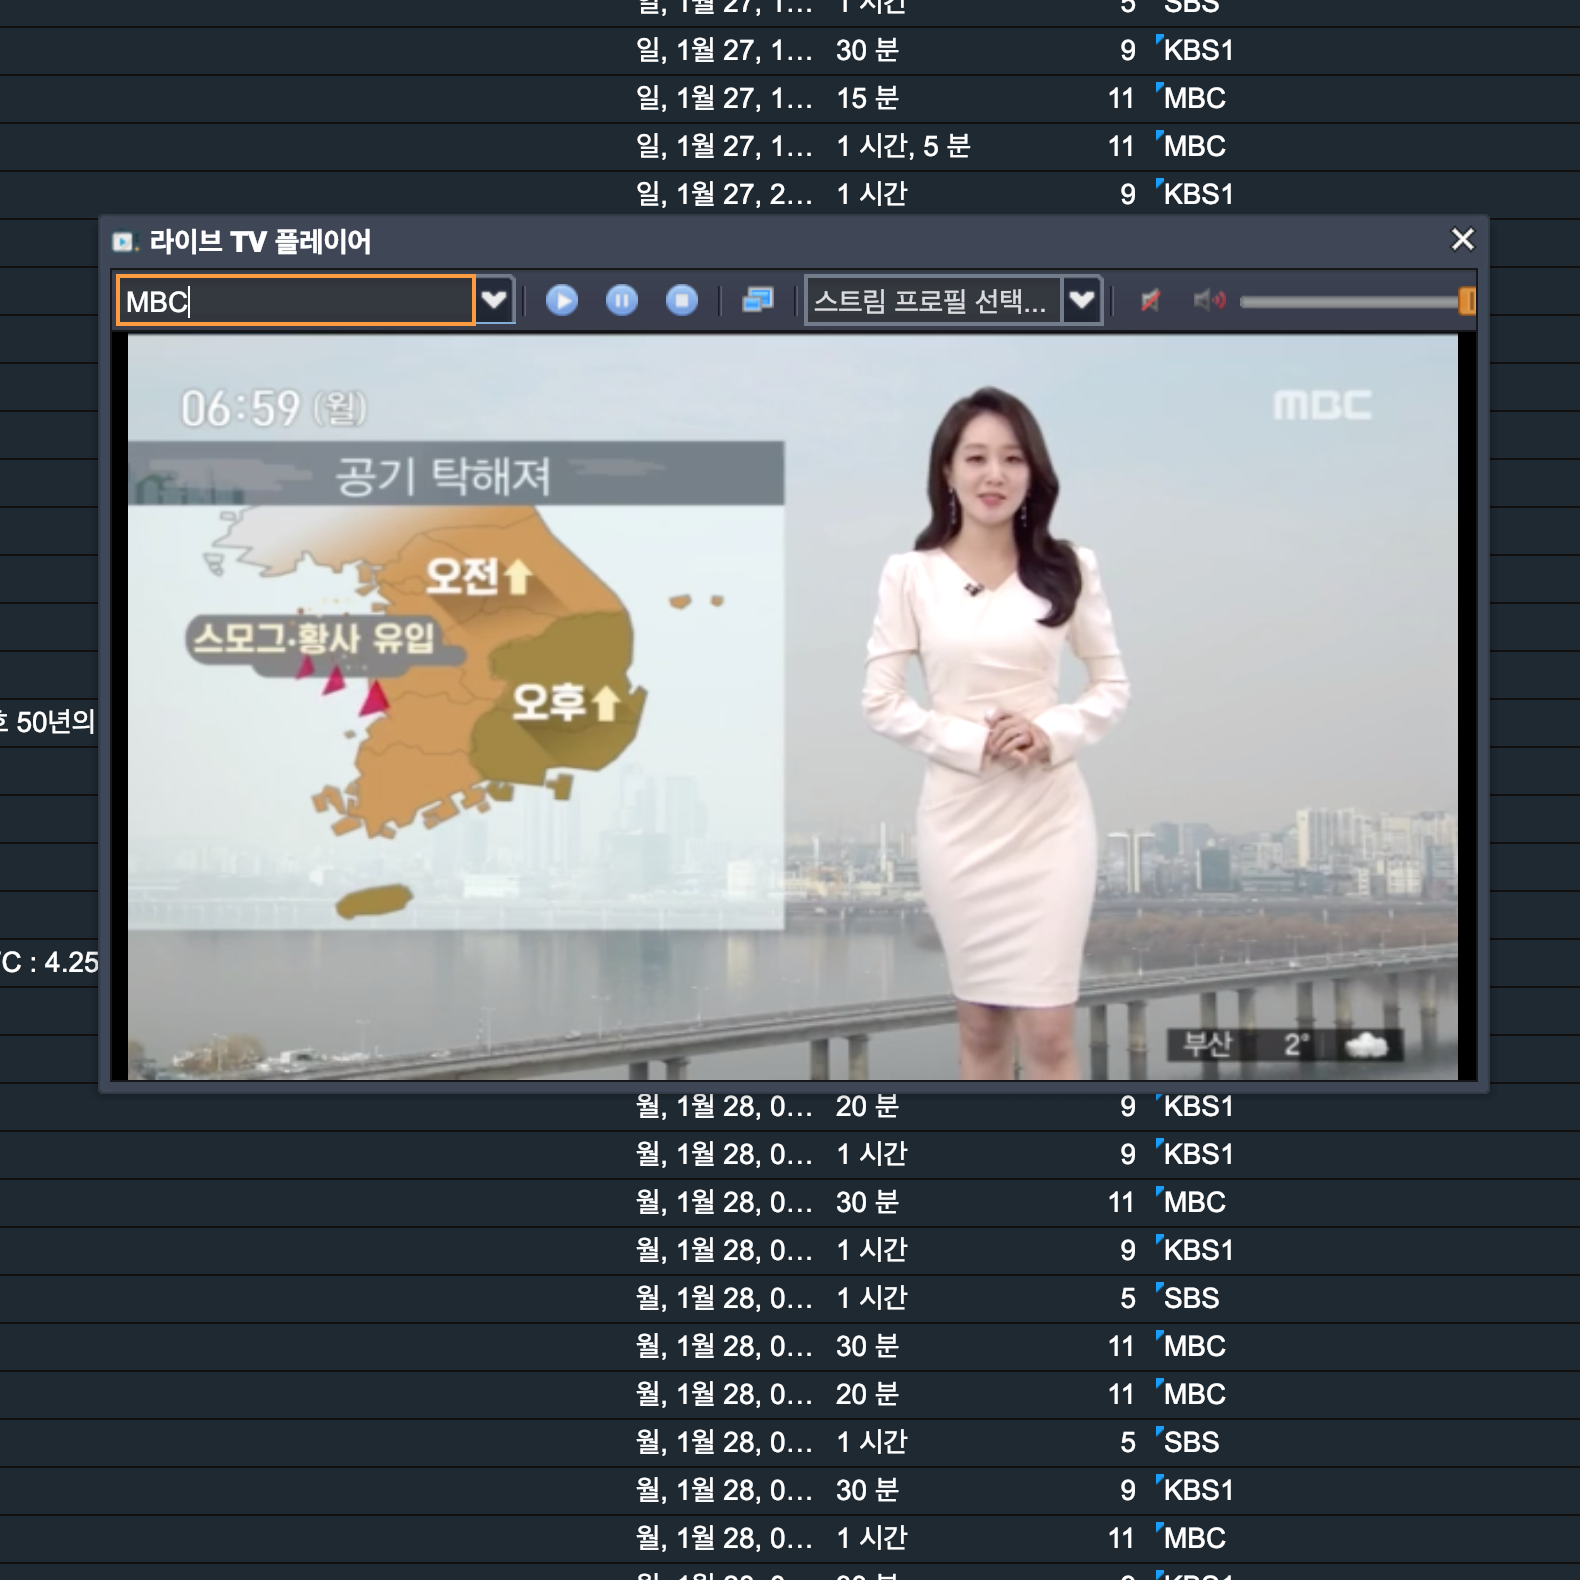 일, 1월 27, 1... 1 시간 5 SBS
일, 1월 27, 1... 30 분 9 KBS1
일, 1월 27, 1... 15 분 11 MBC
일, 1월 27, 1... 1 시간, 5 분 11 MBC
일, 1월 27, 2... 1 시간 9 KBS1
라이브 TV 플레이어
MBC 스트림 프로필 선택...
06:59 (월)
MBC
공기 탁해져
오전
스모그·황사 유입
오후
50년의
C : 4.25
부산 2°
월, 1월 28, 0... 20 분 9 KBS1
월, 1월 28, 0... 1 시간 9 KBS1
월, 1월 28, 0... 30 분 11 MBC
월, 1월 28, 0... 1 시간 9 KBS1
월, 1월 28, 0... 1 시간 5 SBS
월, 1월 28, 0... 30 분 11 MBC
월, 1월 28, 0... 20 분 11 MBC
월, 1월 28, 0... 1 시간 5 SBS
월, 1월 28, 0... 30 분 9 KBS1
월, 1월 28, 0... 1 시간 11 MBC